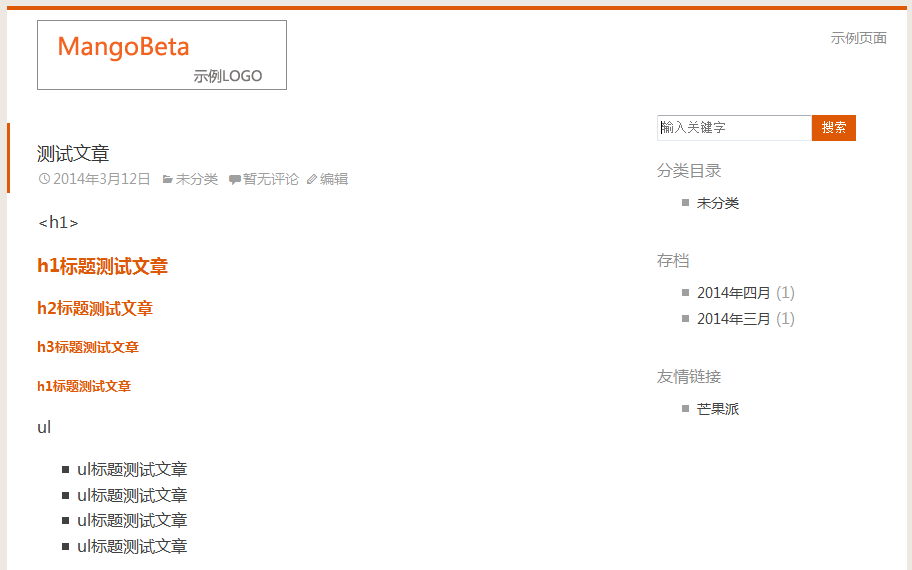 MangoBeta
示例LOGO
示例页面
测试文章
2014年3月12日 未分类 暂无评论 编辑
<h1>
h1标题测试文章
h2标题测试文章
h3标题测试文章
h1标题测试文章
ul
ul标题测试文章
ul标题测试文章
ul标题测试文章
ul标题测试文章
输入关键字 搜索
分类目录
未分类
存档
2014年四月 (1)
2014年三月 (1)
友情链接
芒果派